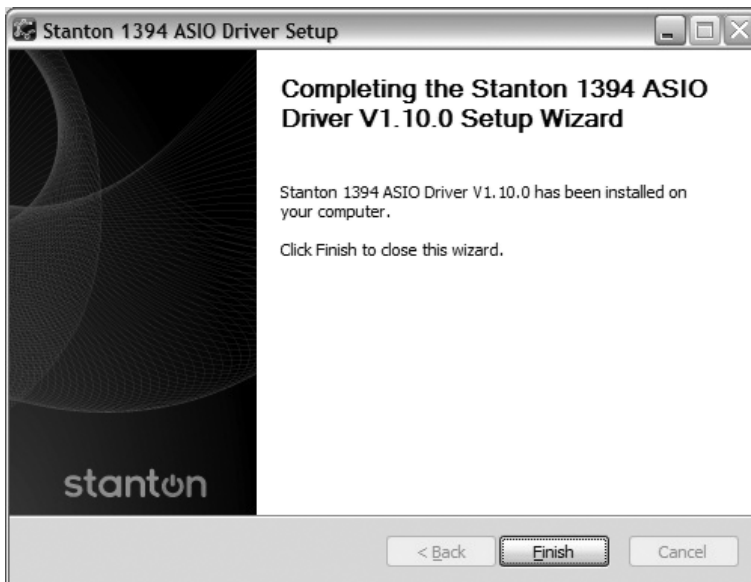 Stanton 1394 ASIO Driver Setup
Completing the Stanton 1394 ASIO
Driver V1.10.0 Setup Wizard
Stanton 1394 ASIO Driver V1.10.0 has been installed on
your computer.
Click Finish to close this wizard.
stanton
< Back Finish Cancel